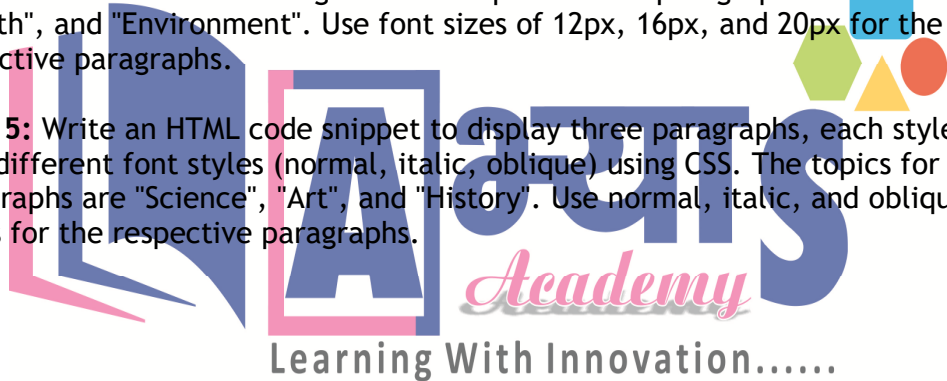 th", and "Environment". Use font sizes of 12px, 16px, and 20px for the
ctive paragraphs.
5: Write an HTML code snippet to display three paragraphs, each style
different font styles (normal, italic, oblique) using CSS. The topics for
graphs are "Science", "Art", and "History". Use normal, italic, and obliqu
for the respective paragraphs.
Aभ्याS
Academy
Learning With Innovation......